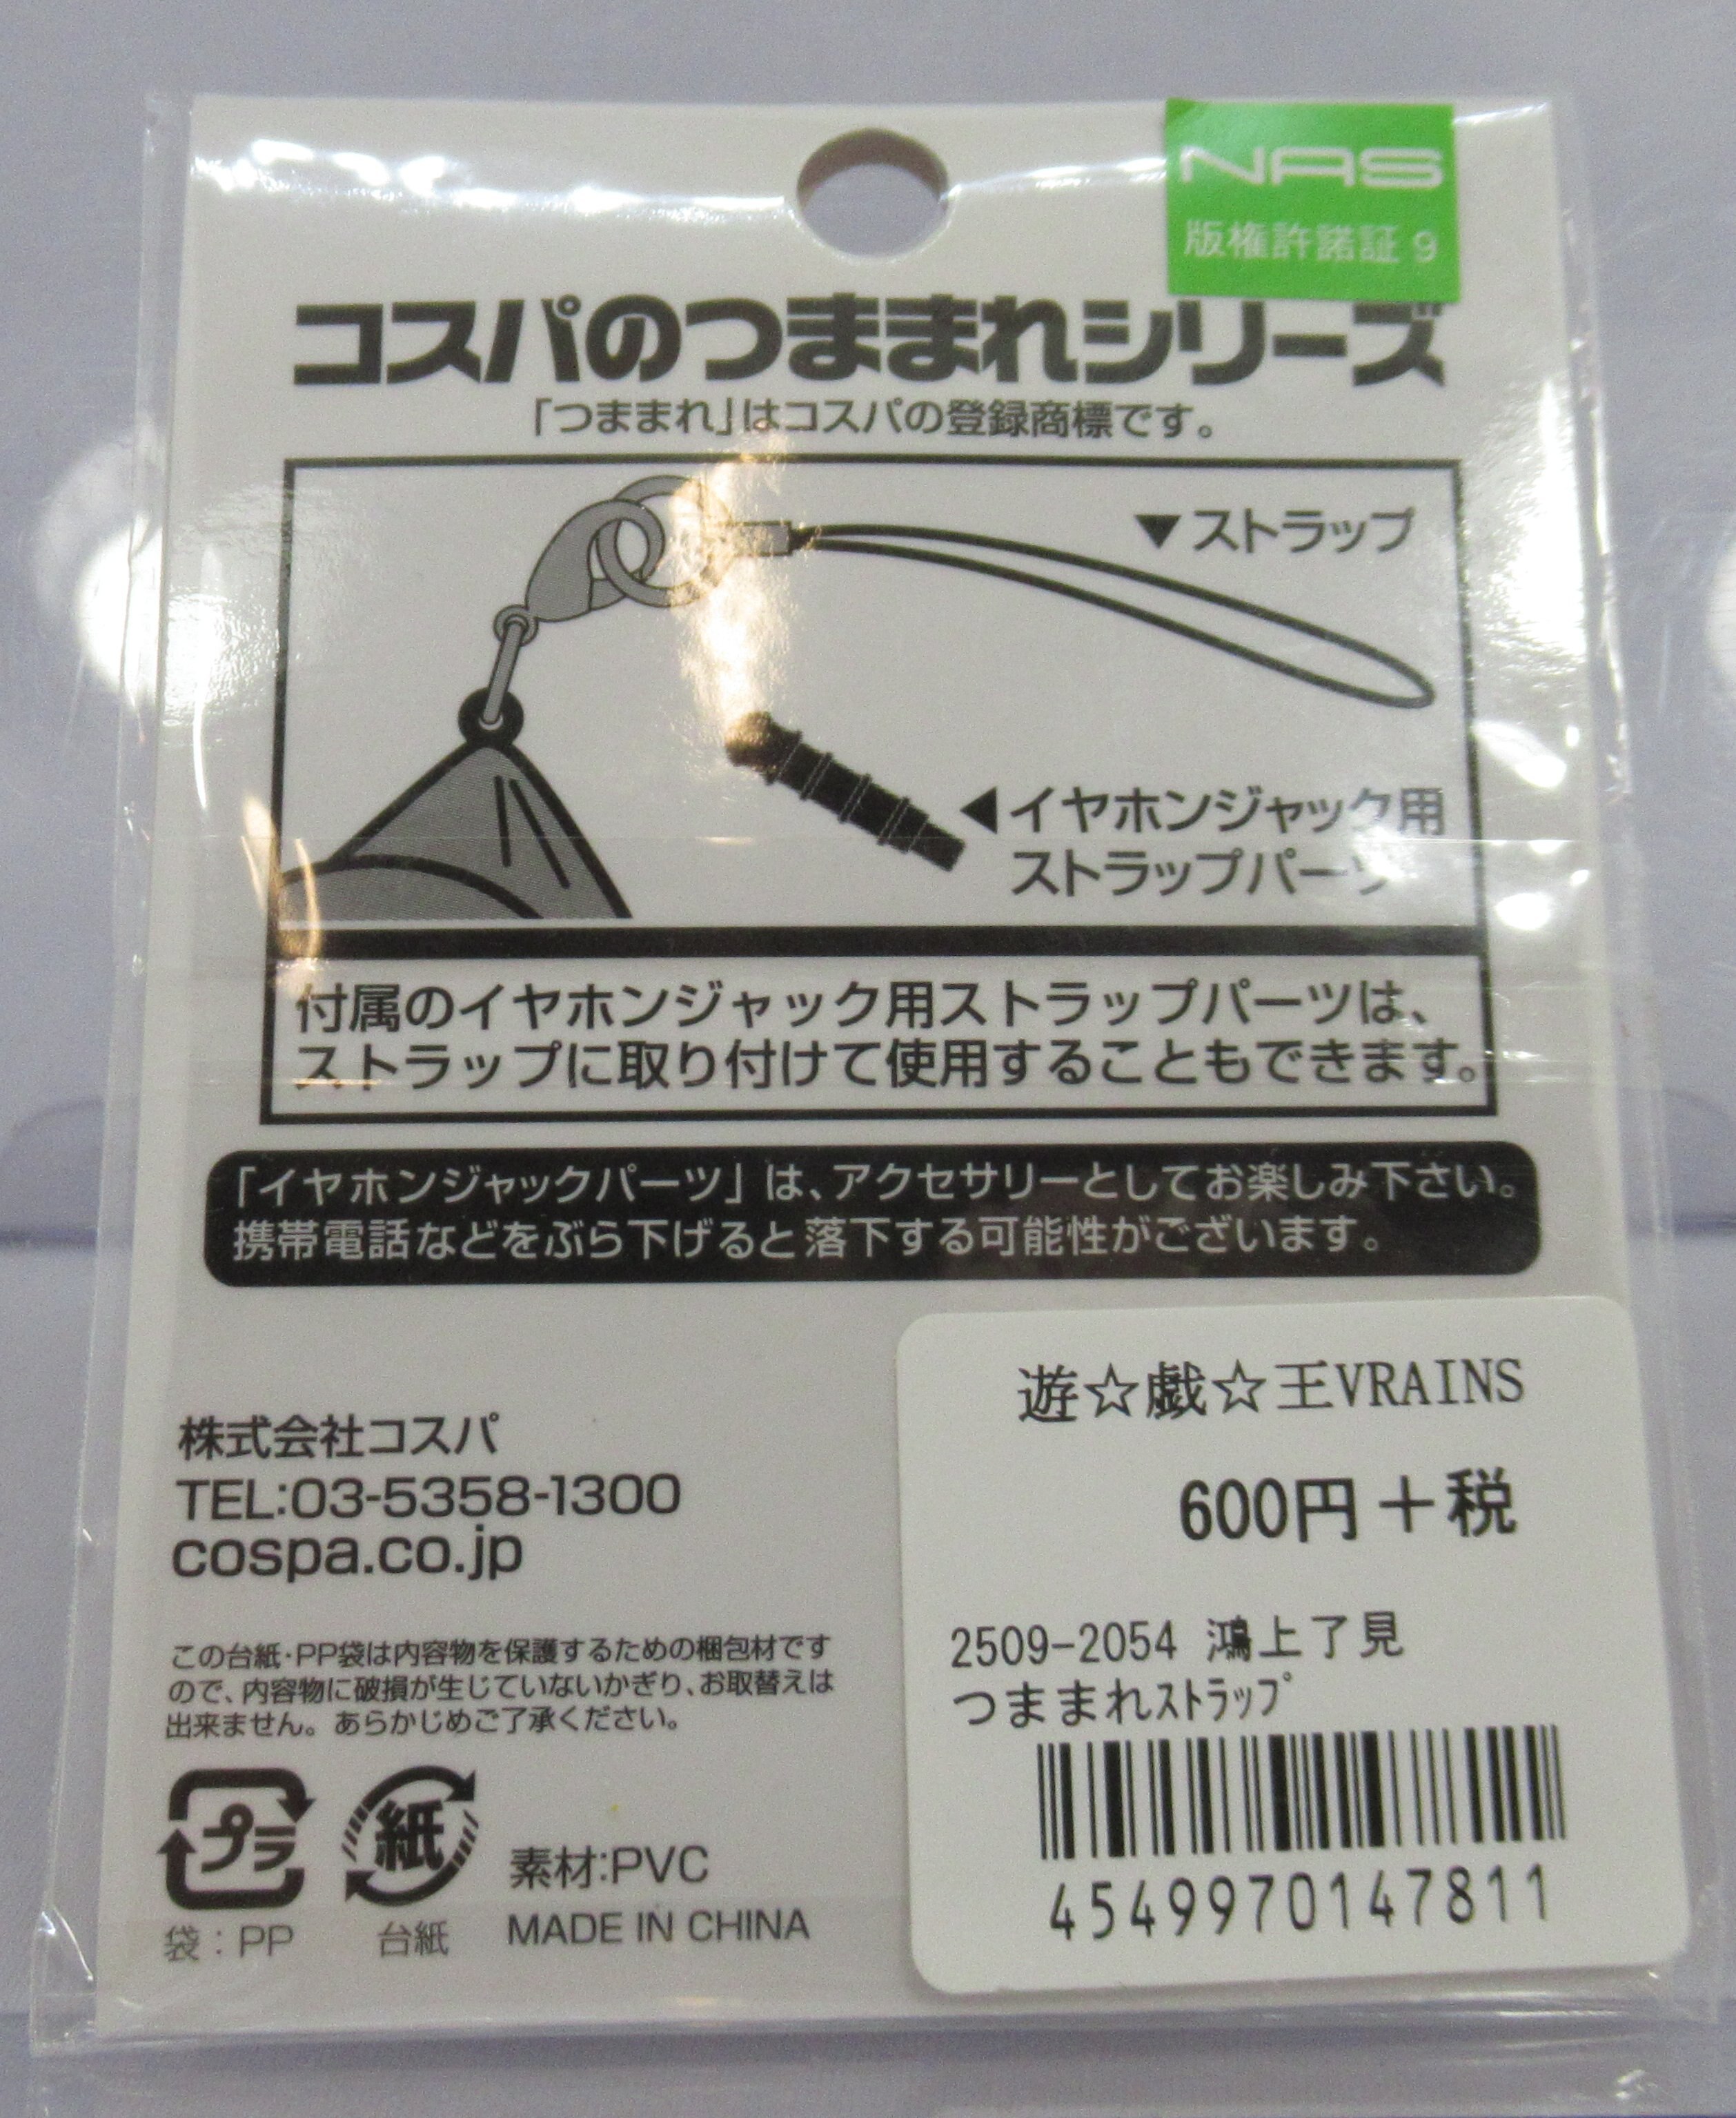 NAS
版権許諾証 9
コスパのつままれシリーズ
「つままれ」はコスパの登録商標です。
▼ストラップ
◀イヤホンジャック用
ストラップパーツ
付属のイヤホンジャック用ストラップパーツは、
ストラップに取り付けて使用することもできます。
「イヤホンジャックパーツ」は、アクセサリーとしてお楽しみ下さい。
携帯電話などをぶら下げると落下する可能性がございます。
株式会社コスパ
TEL:03-5358-1300
cospa.co.jp
この台紙・PP袋は内容物を保護するための梱包材です
ので、内容物に破損が生じていないかぎり、お取替えは
出来ません。あらかじめご了承ください。
プラ
袋：PP
紙
台紙
素材:PVC
MADE IN CHINA
遊☆戯☆王VRAINS
600円＋税
2509-2054 鴻上了見
つままれｽﾄﾗｯﾌﾟ
4549970147811